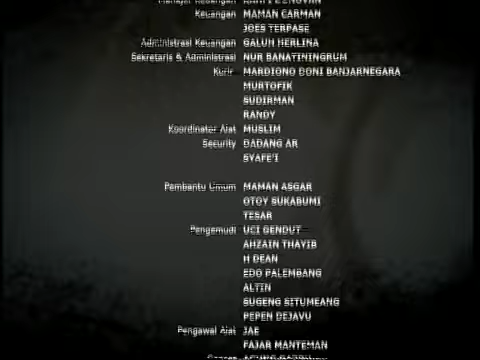 Keuangan MAMAN CARMAN
JOES TERPASE
Administrasi Keuangan GALUH HERLINA
Sekretaris & Administrasi NUR BANATININGRUM
Kurir MARDIONO DONI BANJARNEGARA
MURTOFIK
SUDIRMAN
RANDY
Koordinator Alat MUSLIM
Security DADANG AR
SYAFE'I
Pembantu Umum MAMAN ASGAR
OTOY SUKABUMI
TESAR
Pengemudi UCI GENDUT
AHZAIN THAYIB
H DEAN
EDO PALEMBANG
ALTIN
SUGENG SITUMEANG
PEPEN DEJAVU
Pengawal Alat JAE
FAJAR MANTEMAN